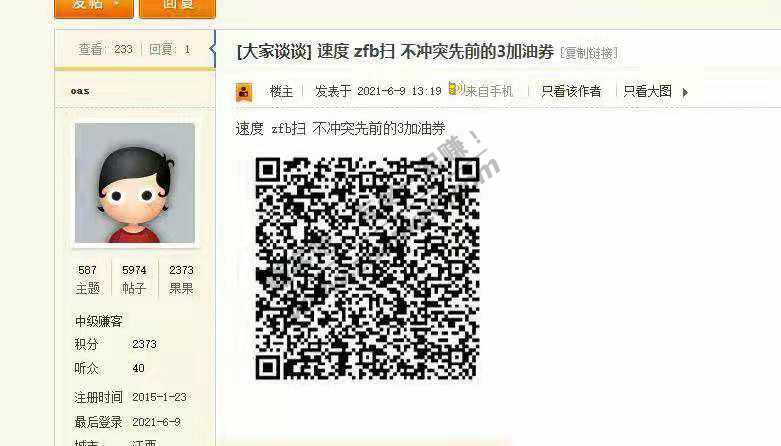 发帖 回复
查看: 233 | 回复: 1
[大家谈谈] 速度 zfb扫 不冲突先前的3加油券 [复制链接]
oas
楼主 | 发表于 2021-6-9 13:19 来自手机 | 只看该作者 | 只看大图
速度 zfb扫 不冲突先前的3加油券
587 5974 2373
主题 帖子 果果
中级赚客
积分 2373
听众 40
注册时间 2015-1-23
最后登录 2021-6-9